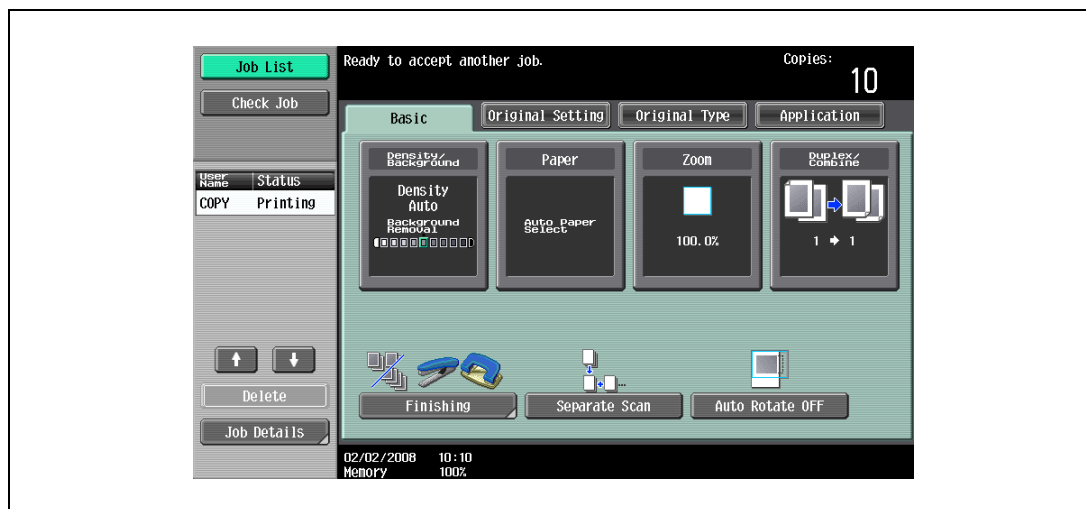 Job List
Check Job
User Name Status
COPY Printing
Delete
Job Details
Ready to accept another job.
Copies:
10
Basic
Original Setting
Original Type
Application
Density/
Background
Density
Auto
Background
Removal
Paper
Auto Paper
Select
Zoom
100.0%
Duplex/
Combine
1 → 1
Finishing
Separate Scan
Auto Rotate OFF
02/02/2008 10:10
Memory 100%